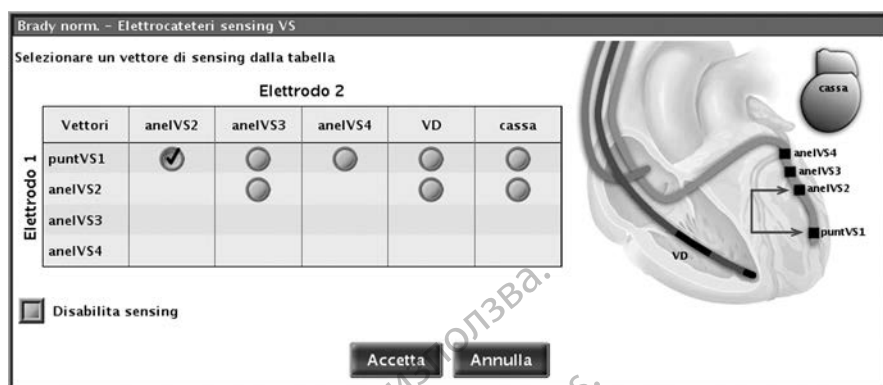 Brady norm. – Elettrocateteri sensing VS
Selezionare un vettore di sensing dalla tabella
Elettrodo 2
Vettori anelVS2 anelVS3 anelVS4 VD cassa
Elettrodo 1
puntVS1
anelVS2
anelVS3
anelVS4
Disabilita sensing
Accetta Annulla
cassa
anelVS4
anelVS3
anelVS2
puntVS1
VD